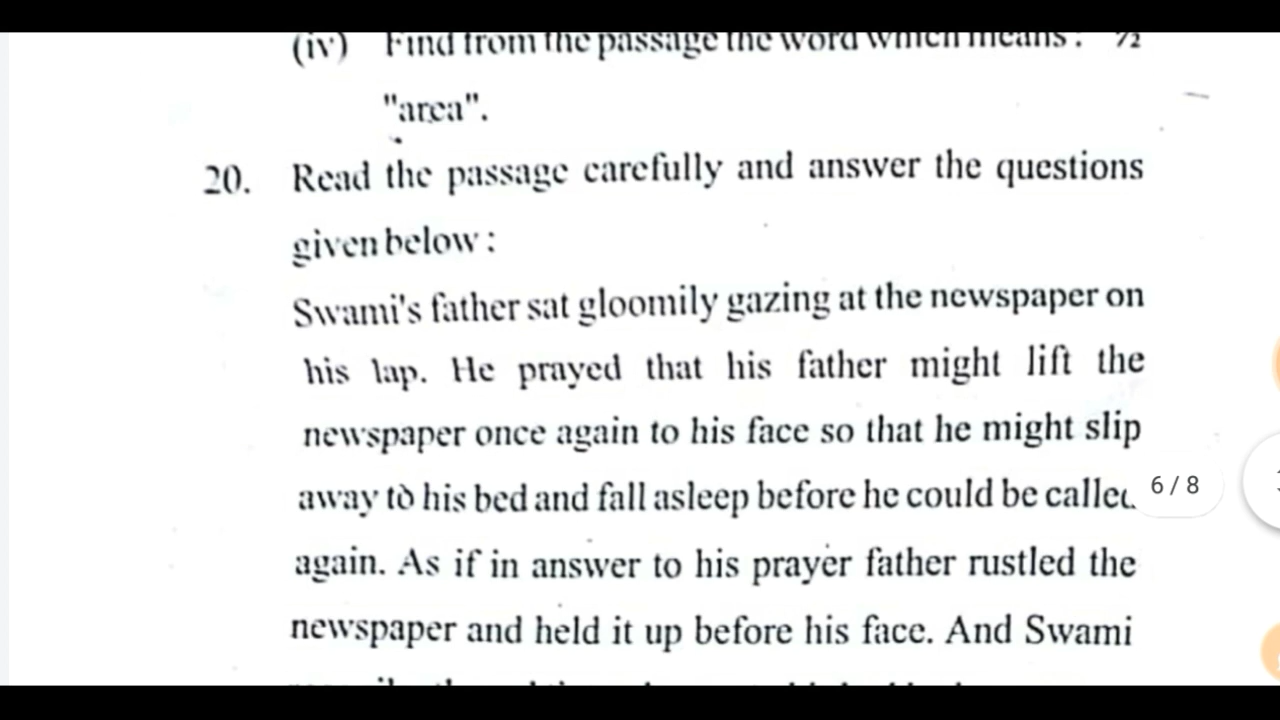 (iv) Find from the passage the word which means : ½
"area".
20. Read the passage carefully and answer the questions
given below :
Swami's father sat gloomily gazing at the newspaper on
his lap. He prayed that his father might lift the
newspaper once again to his face so that he might slip
away to his bed and fall asleep before he could be called
6 / 8
again. As if in answer to his prayer father rustled the
newspaper and held it up before his face. And Swami